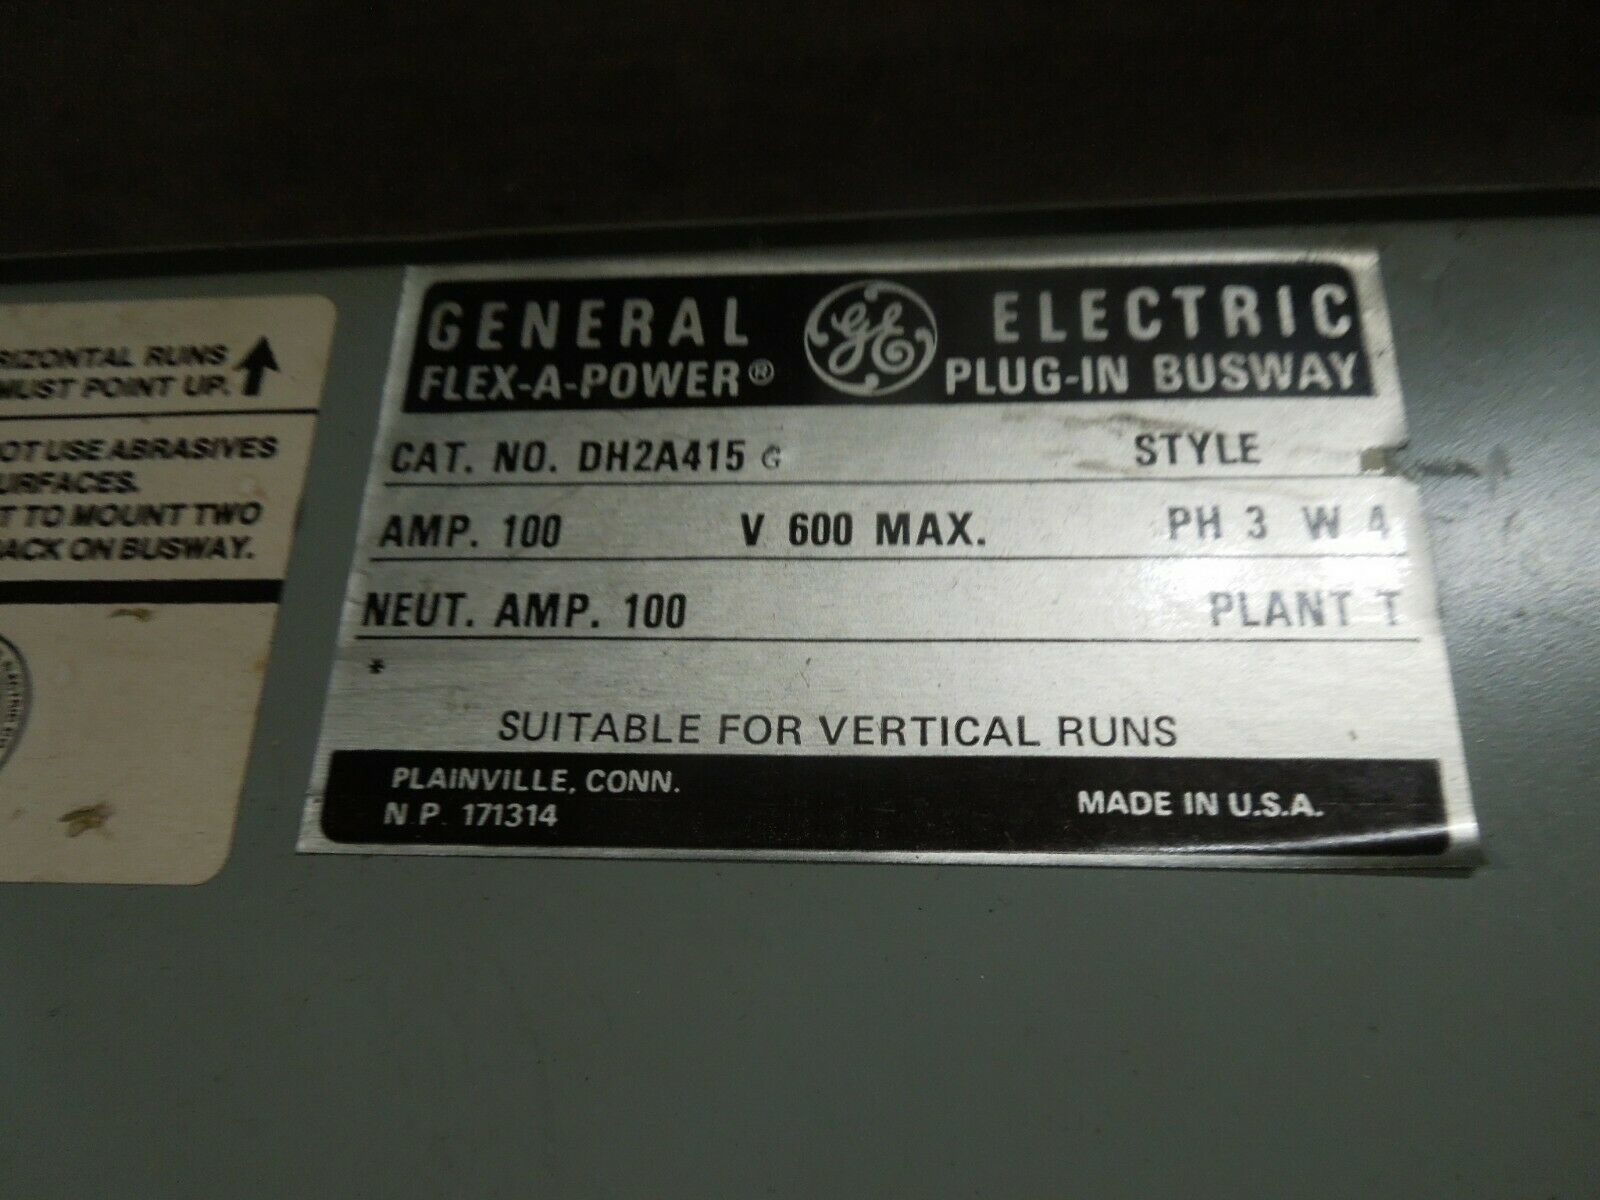 RIZONTAL RUNS
MUST POINT UP.
OT USE ABRASIVES
URFACES.
T TO MOUNT TWO
ACK ON BUSWAY.
GENERAL GE ELECTRIC
FLEX-A-POWER® PLUG-IN BUSWAY
CAT. NO. DH2A415 G STYLE
AMP. 100 V 600 MAX. PH 3 W 4
NEUT. AMP. 100 PLANT T
*
SUITABLE FOR VERTICAL RUNS
PLAINVILLE, CONN.
N.P. 171314 MADE IN U.S.A.